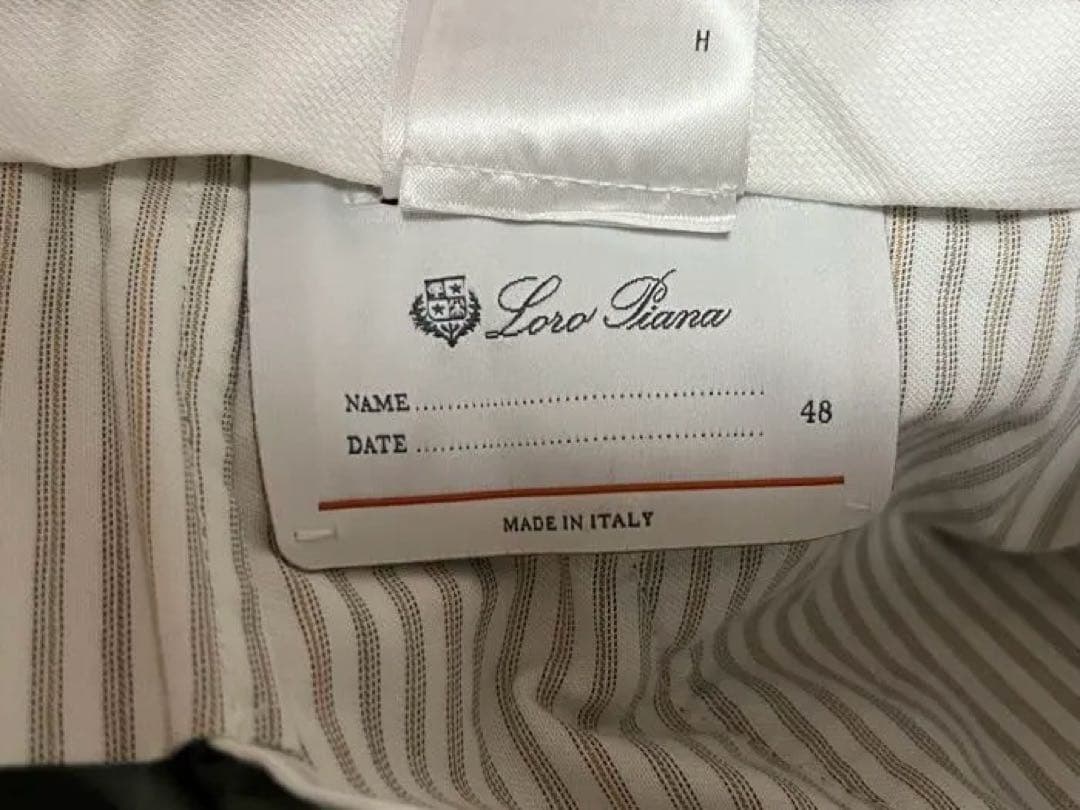 H
Loro Piana
NAME........................................
DATE........................................
48
MADE IN ITALY